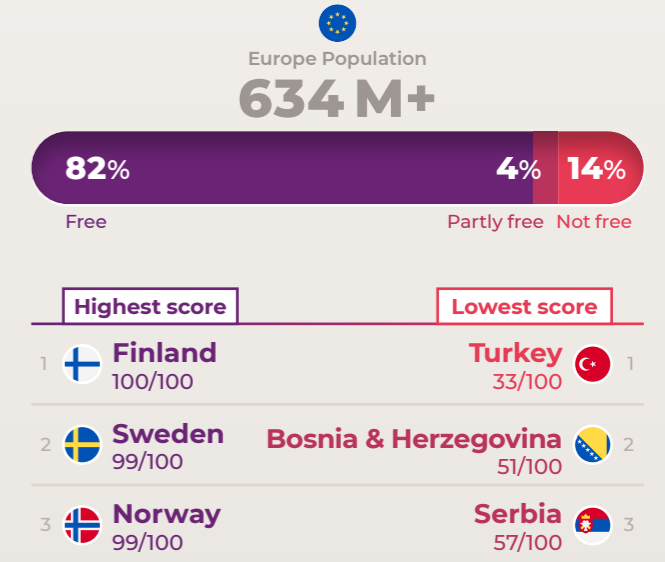 Europe Population
634 M+
82% 4% 14%
Free Partly free Not free
Highest score Lowest score
1 Finland Turkey 1
100/100 33/100
2 Sweden Bosnia & Herzegovina 2
99/100 51/100
3 Norway Serbia 3
99/100 57/100